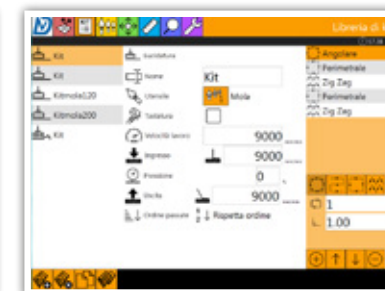 Libreria di
Kit
Kit
Kitmola120
Kitmola200
Kit
Nome
Kit
Utensile
Mola
Tastatura
Velocità lavoro
9000
Ingresso
9000
Pressione
0
Uscita
9000
Ordine passate
Rispetta ordine
Angolare
Perimetrale
Zig Zag
Perimetrale
Zig Zag
1
1.00